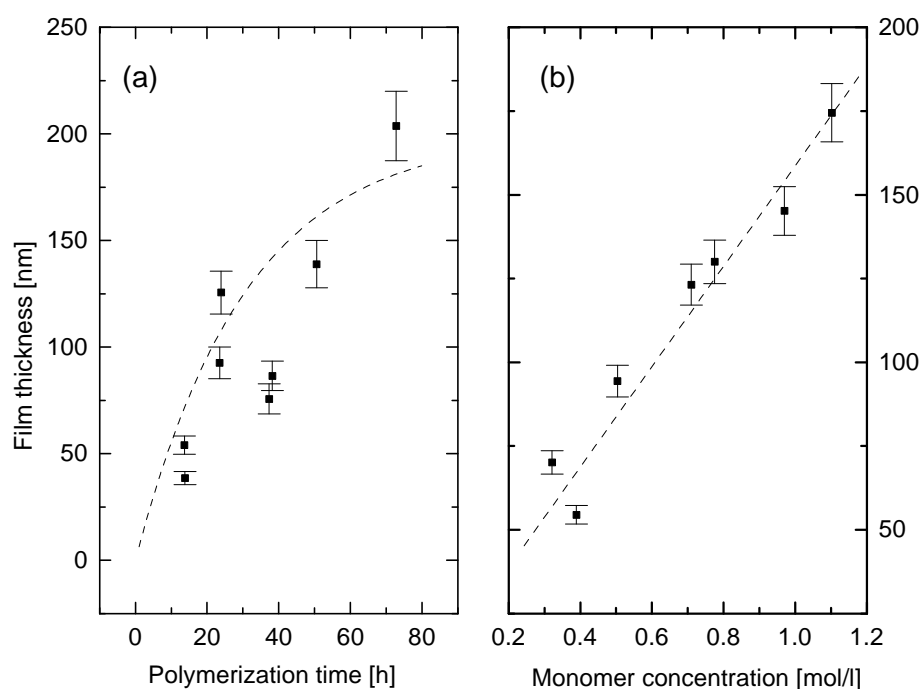 250
200
150
100
50
0
Film thickness [nm]
(a)
0 20 40 60 80
Polymerization time [h]
(b)
200
150
100
50
0.2 0.4 0.6 0.8 1.0 1.2
Monomer concentration [mol/l]